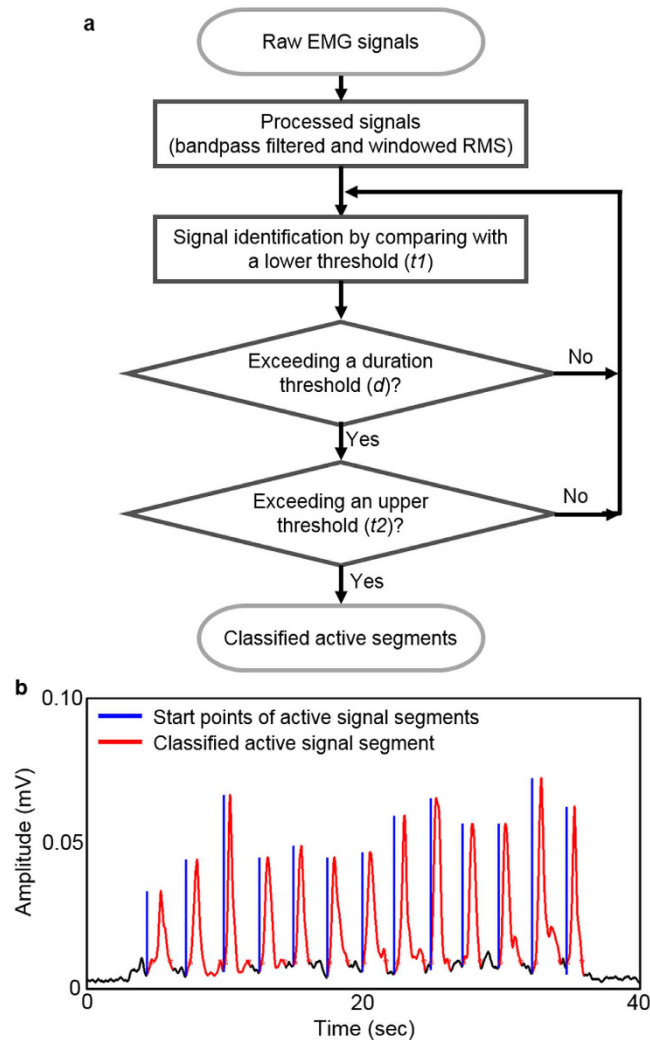 a
Raw EMG signals
Processed signals
(bandpass filtered and windowed RMS)
Signal identification by comparing with
a lower threshold (t1)
Exceeding a duration
threshold (d)?
No
Yes
Exceeding an upper
threshold (t2)?
No
Yes
Classified active segments
b
0.10
Start points of active signal segments
Classified active signal segment
0.05
Amplitude (mV)
0
0
20
40
Time (sec)